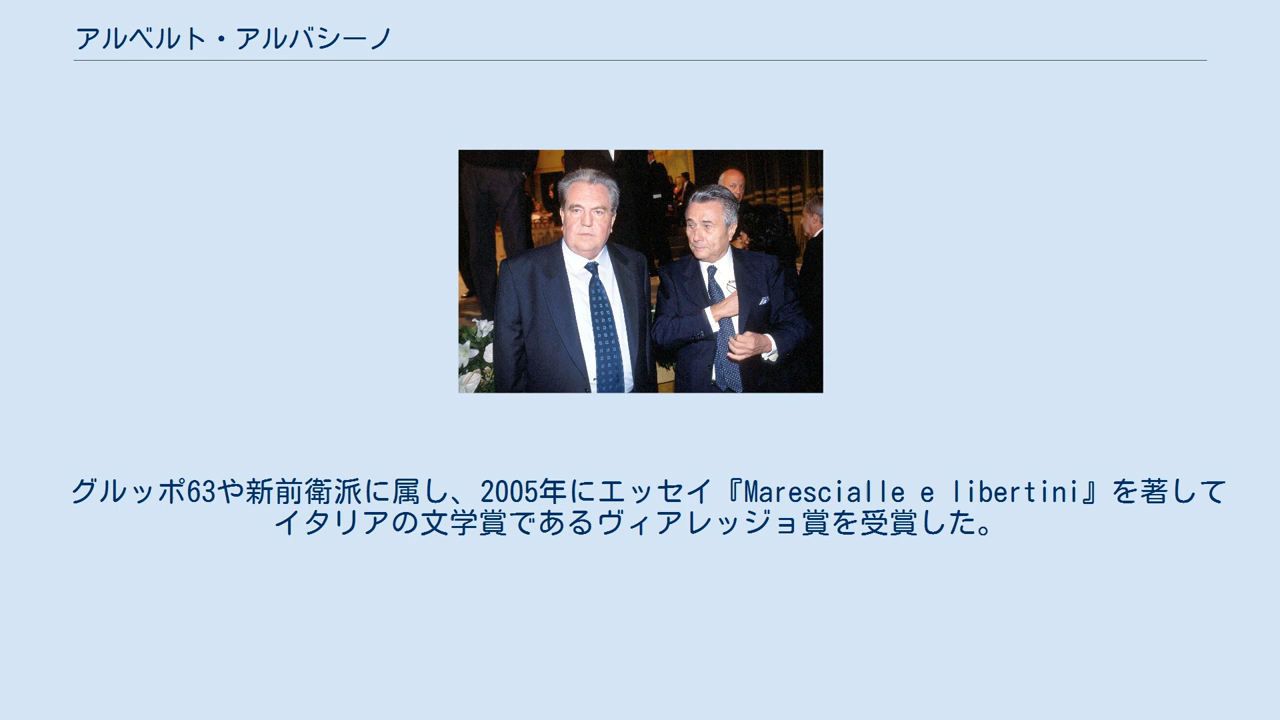 アルベルト・アルバシーノ
グルッポ63や新前衛派に属し、2005年にエッセイ『Marescialle e libertini』を著して
イタリアの文学賞であるヴィアレッジョ賞を受賞した。